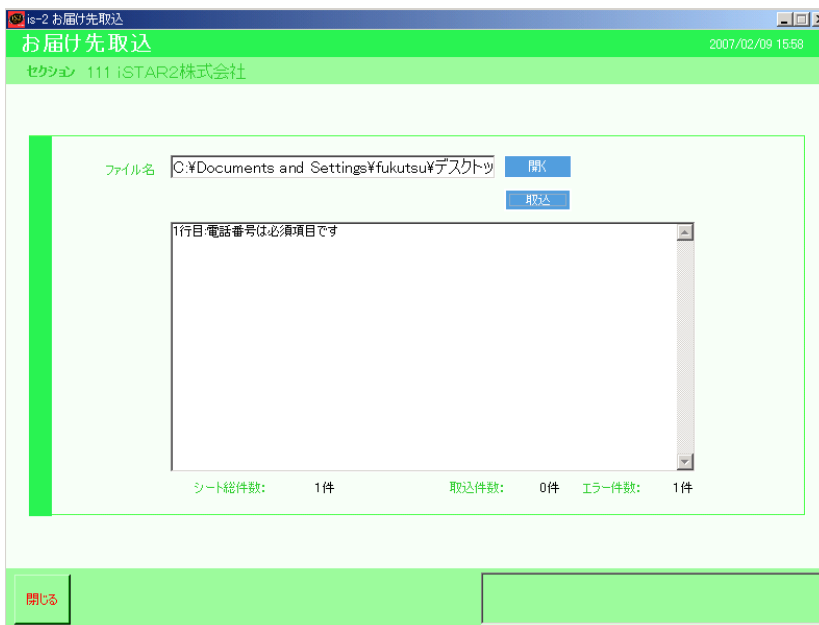 is-2 お届け先取込
お届け先取込
2007/02/09 15:58
セクション 111 iSTAR2株式会社
ファイル名 C:¥Documents and Settings¥fukutsu¥デスクトッ 開く
取込
1行目:電話番号は必須項目です
シート総件数: 1件 取込件数: 0件 エラー件数: 1件
閉じる